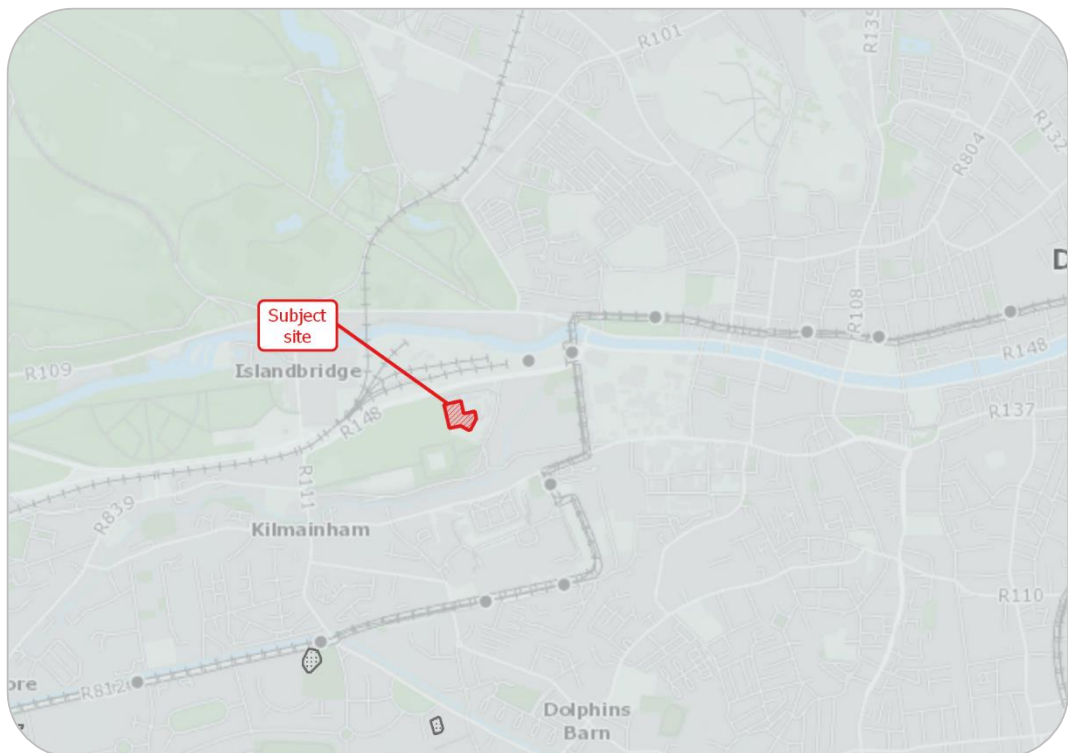 R101
R135
R132
R804
D
Subject
site
R108
R148
R109
Islandbridge
R148
R137
R111
R839
Kilmainham
R110
ore
R812
Dolphins
Barn